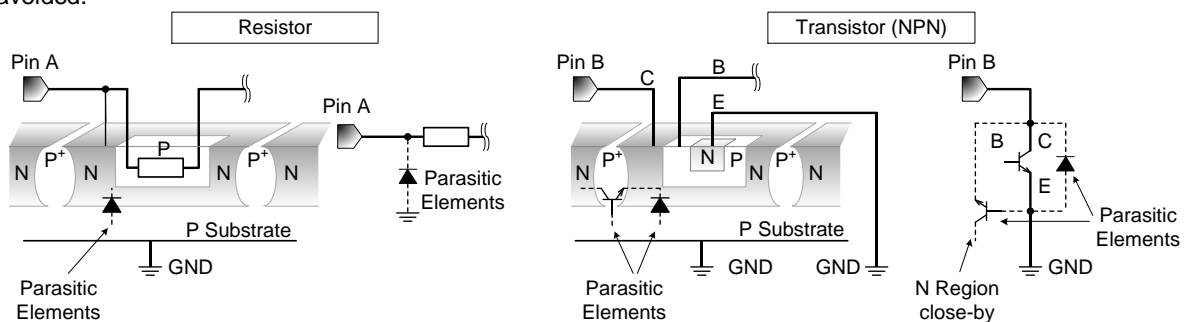 avoided.
Resistor
Transistor (NPN)
Pin A
Pin A
N
P+
N
P
N
P+
N
Parasitic
Elements
P Substrate
GND
Parasitic
Elements
Pin B
C
B
E
N
P+
N
N
P
N
P+
N
P Substrate
GND
GND
Parasitic
Elements
Pin B
B
C
E
Parasitic
Elements
GND
N Region
close-by